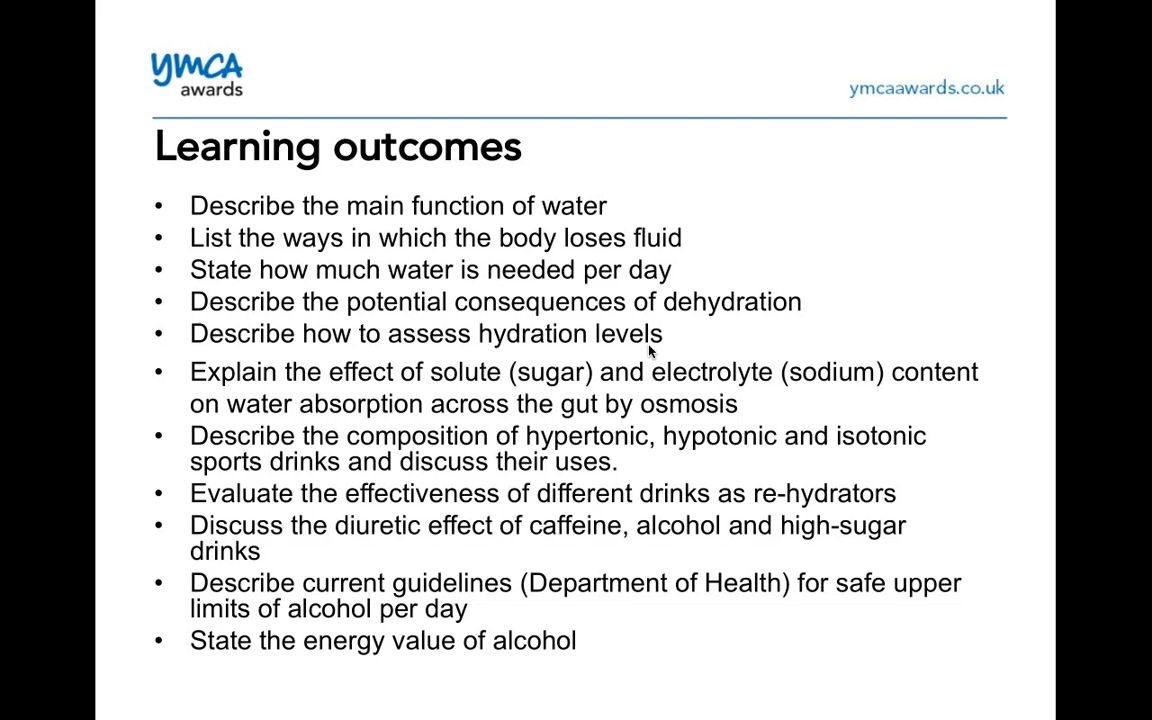 ymca
awards
ymcaawards.co.uk
Learning outcomes
• Describe the main function of water
• List the ways in which the body loses fluid
• State how much water is needed per day
• Describe the potential consequences of dehydration
• Describe how to assess hydration levels
• Explain the effect of solute (sugar) and electrolyte (sodium) content
on water absorption across the gut by osmosis
• Describe the composition of hypertonic, hypotonic and isotonic
sports drinks and discuss their uses.
• Evaluate the effectiveness of different drinks as re-hydrators
• Discuss the diuretic effect of caffeine, alcohol and high-sugar
drinks
• Describe current guidelines (Department of Health) for safe upper
limits of alcohol per day
• State the energy value of alcohol